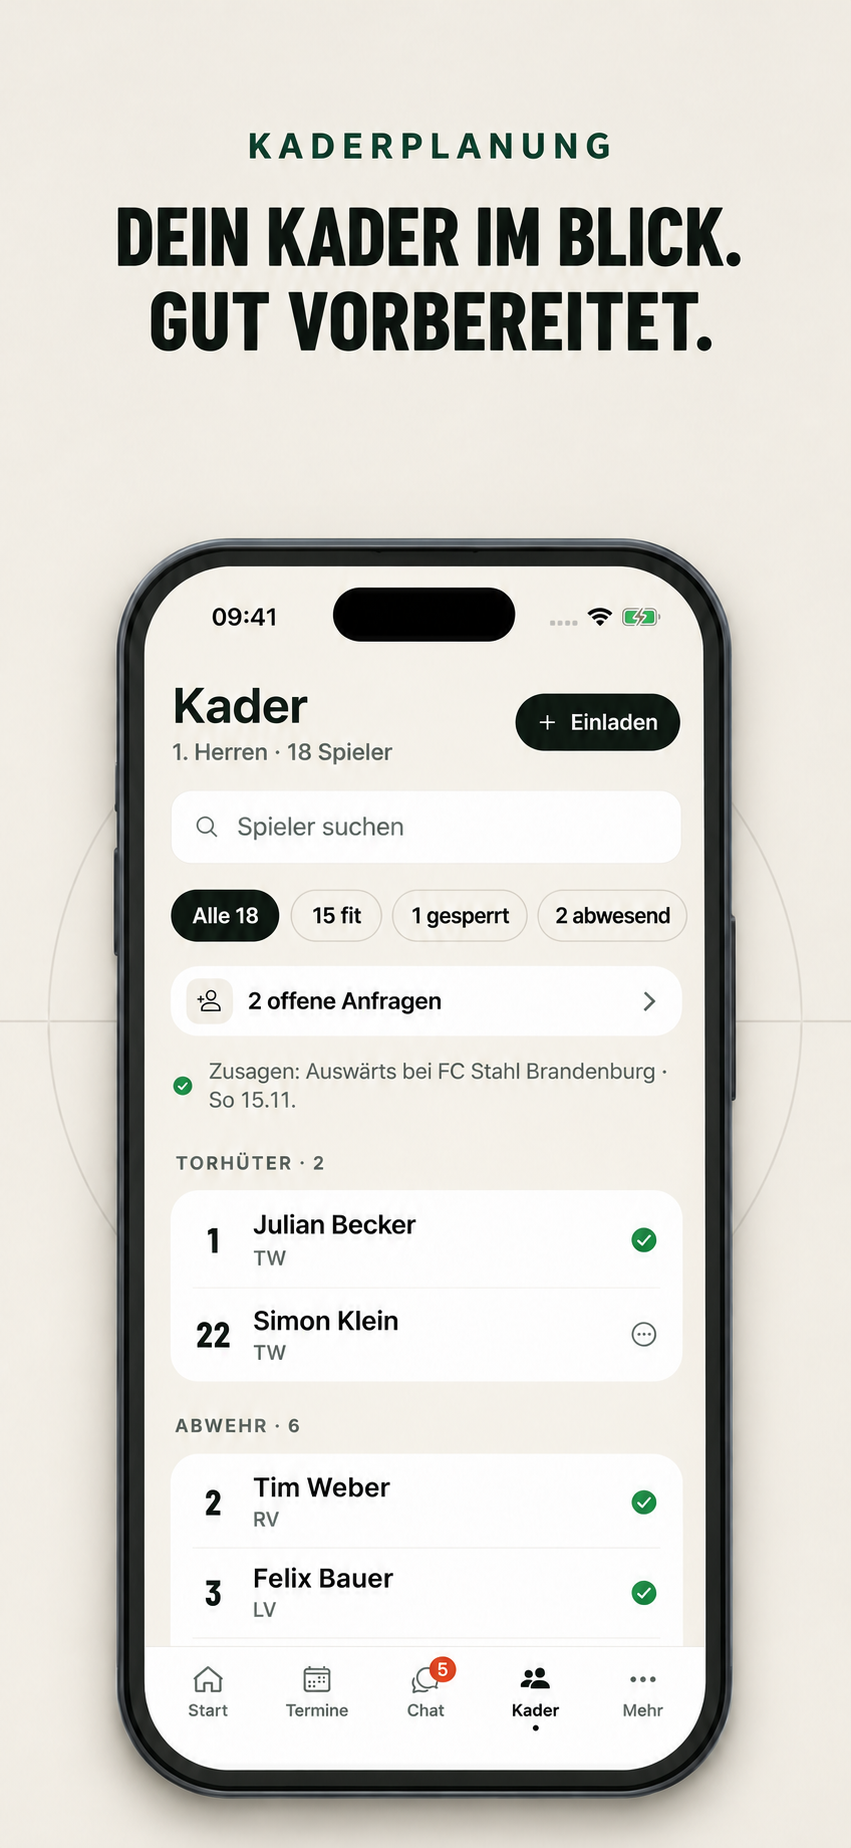 KADERPLANUNG
DEIN KADER IM BLICK.
GUT VORBEREITET.
09:41
Kader
+ Einladen
1. Herren · 18 Spieler
Spieler suchen
Alle 18
15 fit
1 gesperrt
2 abwesend
2 offene Anfragen
Zusagen: Auswärts bei FC Stahl Brandenburg ·
So 15.11.
TORHÜTER · 2
1 Julian Becker
TW
22 Simon Klein
TW
ABWEHR · 6
2 Tim Weber
RV
3 Felix Bauer
LV
5
Start
Termine
Chat
Kader
Mehr